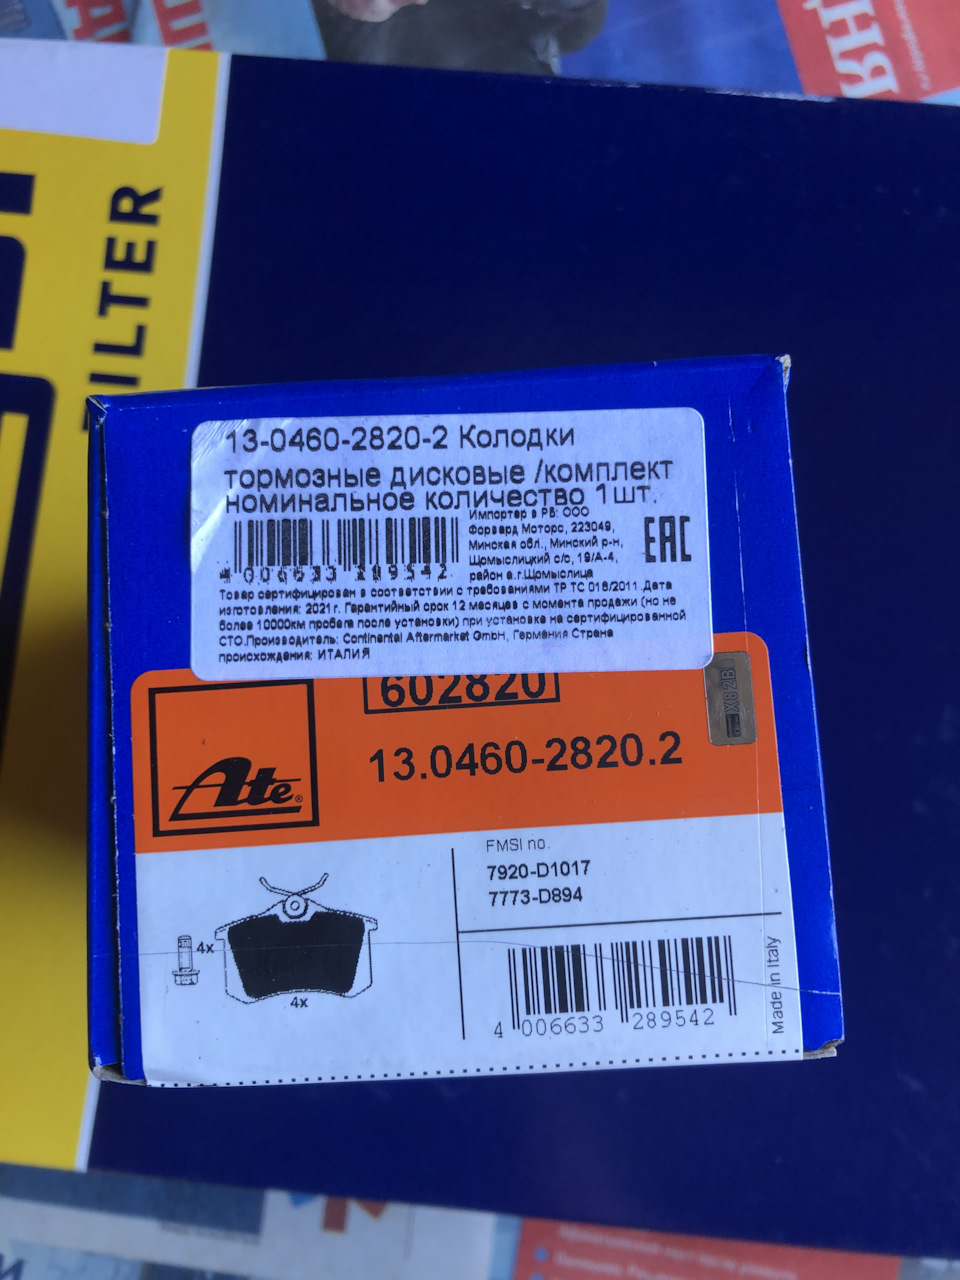 FILTER
13-0460-2820-2 Колодки
тормозные дисковые /комплект
номинальное количество 1шт.
Импортер в РБ: ООО
Форвард Моторс, 223049,
Минская обл., Минский р-н,
Щомыслицкий с/с, 19/А-4,
район а.г.Щомыслица
EAC
4 006633 289542
Товар сертифицирован в соответствии с требованиями ТР ТС 018/2011 .Дата
изготовления: 2021 г. Гарантийный срок 12 месяцев с момента продажи (но не
более 10000км пробега после установки) при установке на сертифицированной
СТО.Производитель: Continental Aftermarket GmbH, Германия Страна
происхождения: ИТАЛИЯ
602820
X82B
13.0460-2820.2
Ate®
FMSI no.
7920-D1017
7773-D894
4x
4x
4 006633 289542
Made in Italy